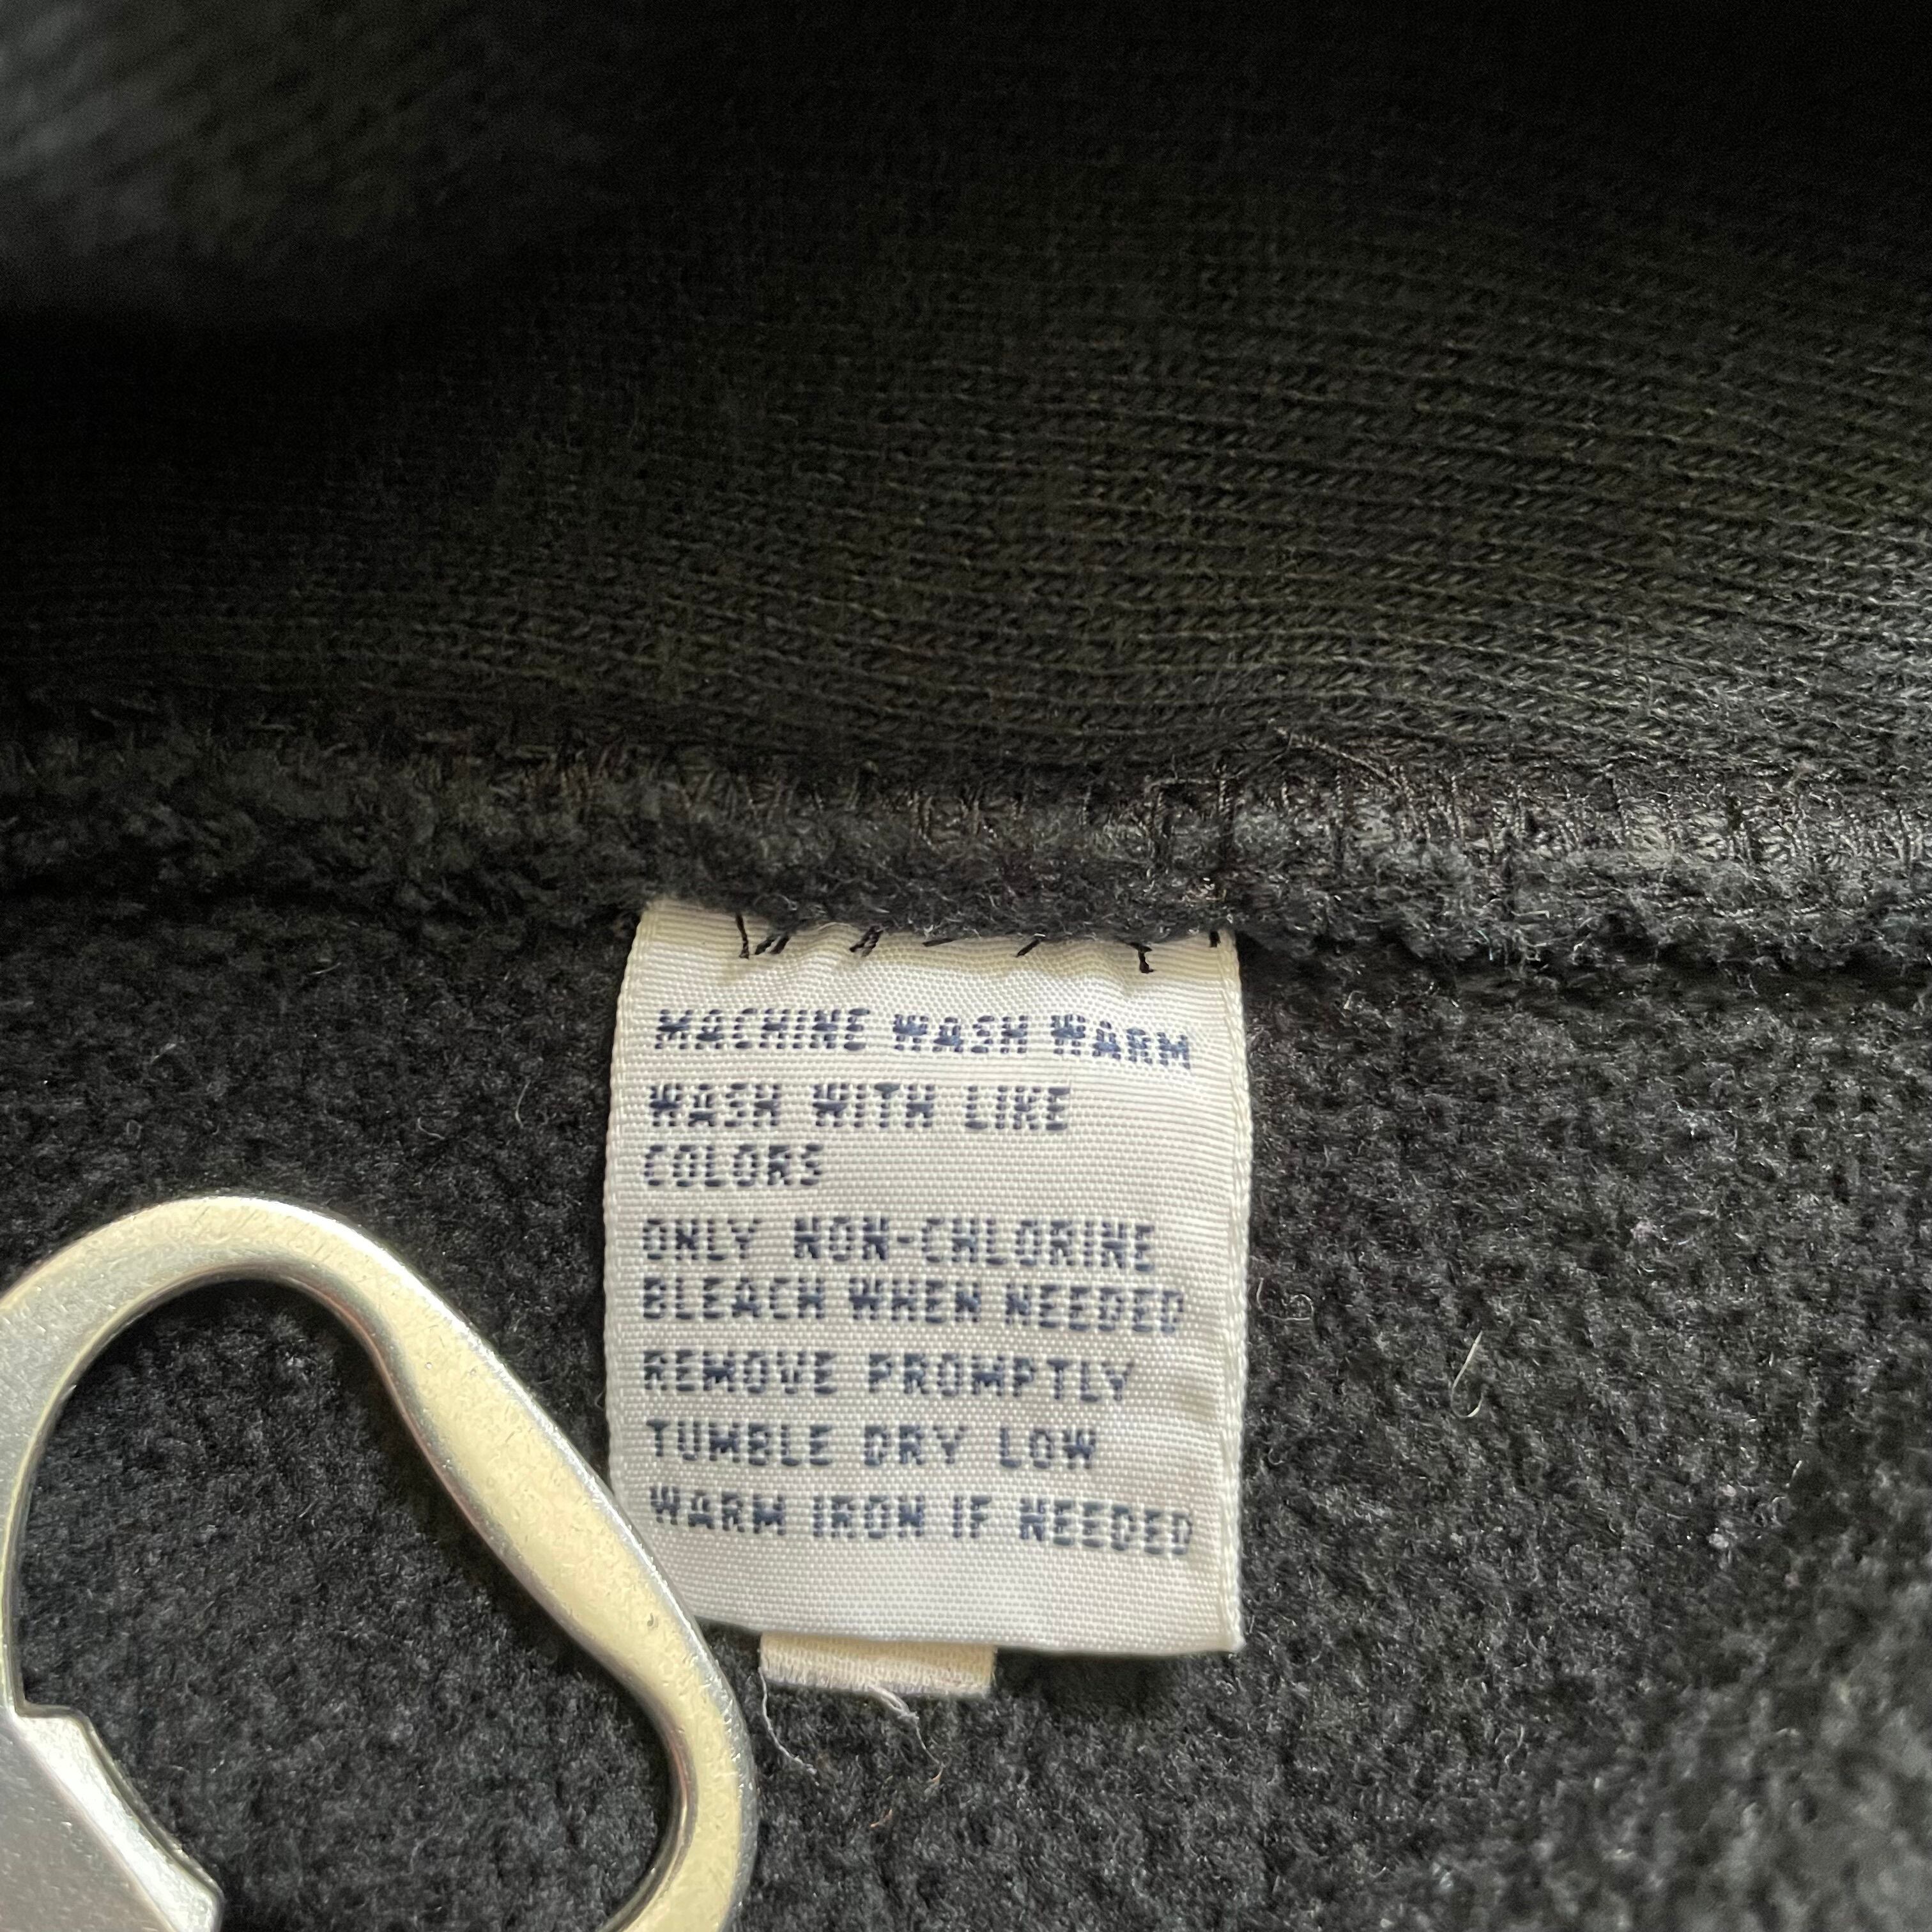 MACHINE WASH WARM
WASH WITH LIKE
COLORS
ONLY NON-CHLORINE
BLEACH WHEN NEEDED
REMOVE PROMPTLY
TUMBLE DRY LOW
WARM IRON IF NEEDED